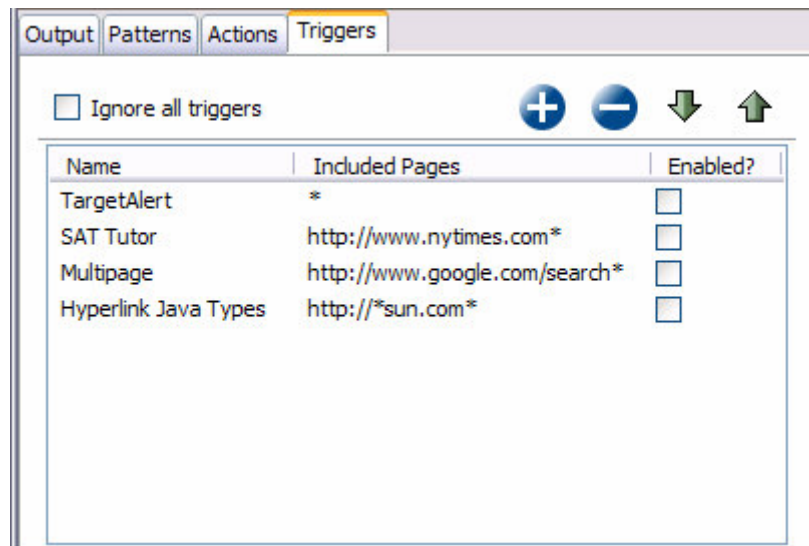 Output Patterns Actions Triggers
Ignore all triggers
Name Included Pages Enabled?
TargetAlert *
SAT Tutor http://www.nytimes.com*
Multipage http://www.google.com/search*
Hyperlink Java Types http://*sun.com*